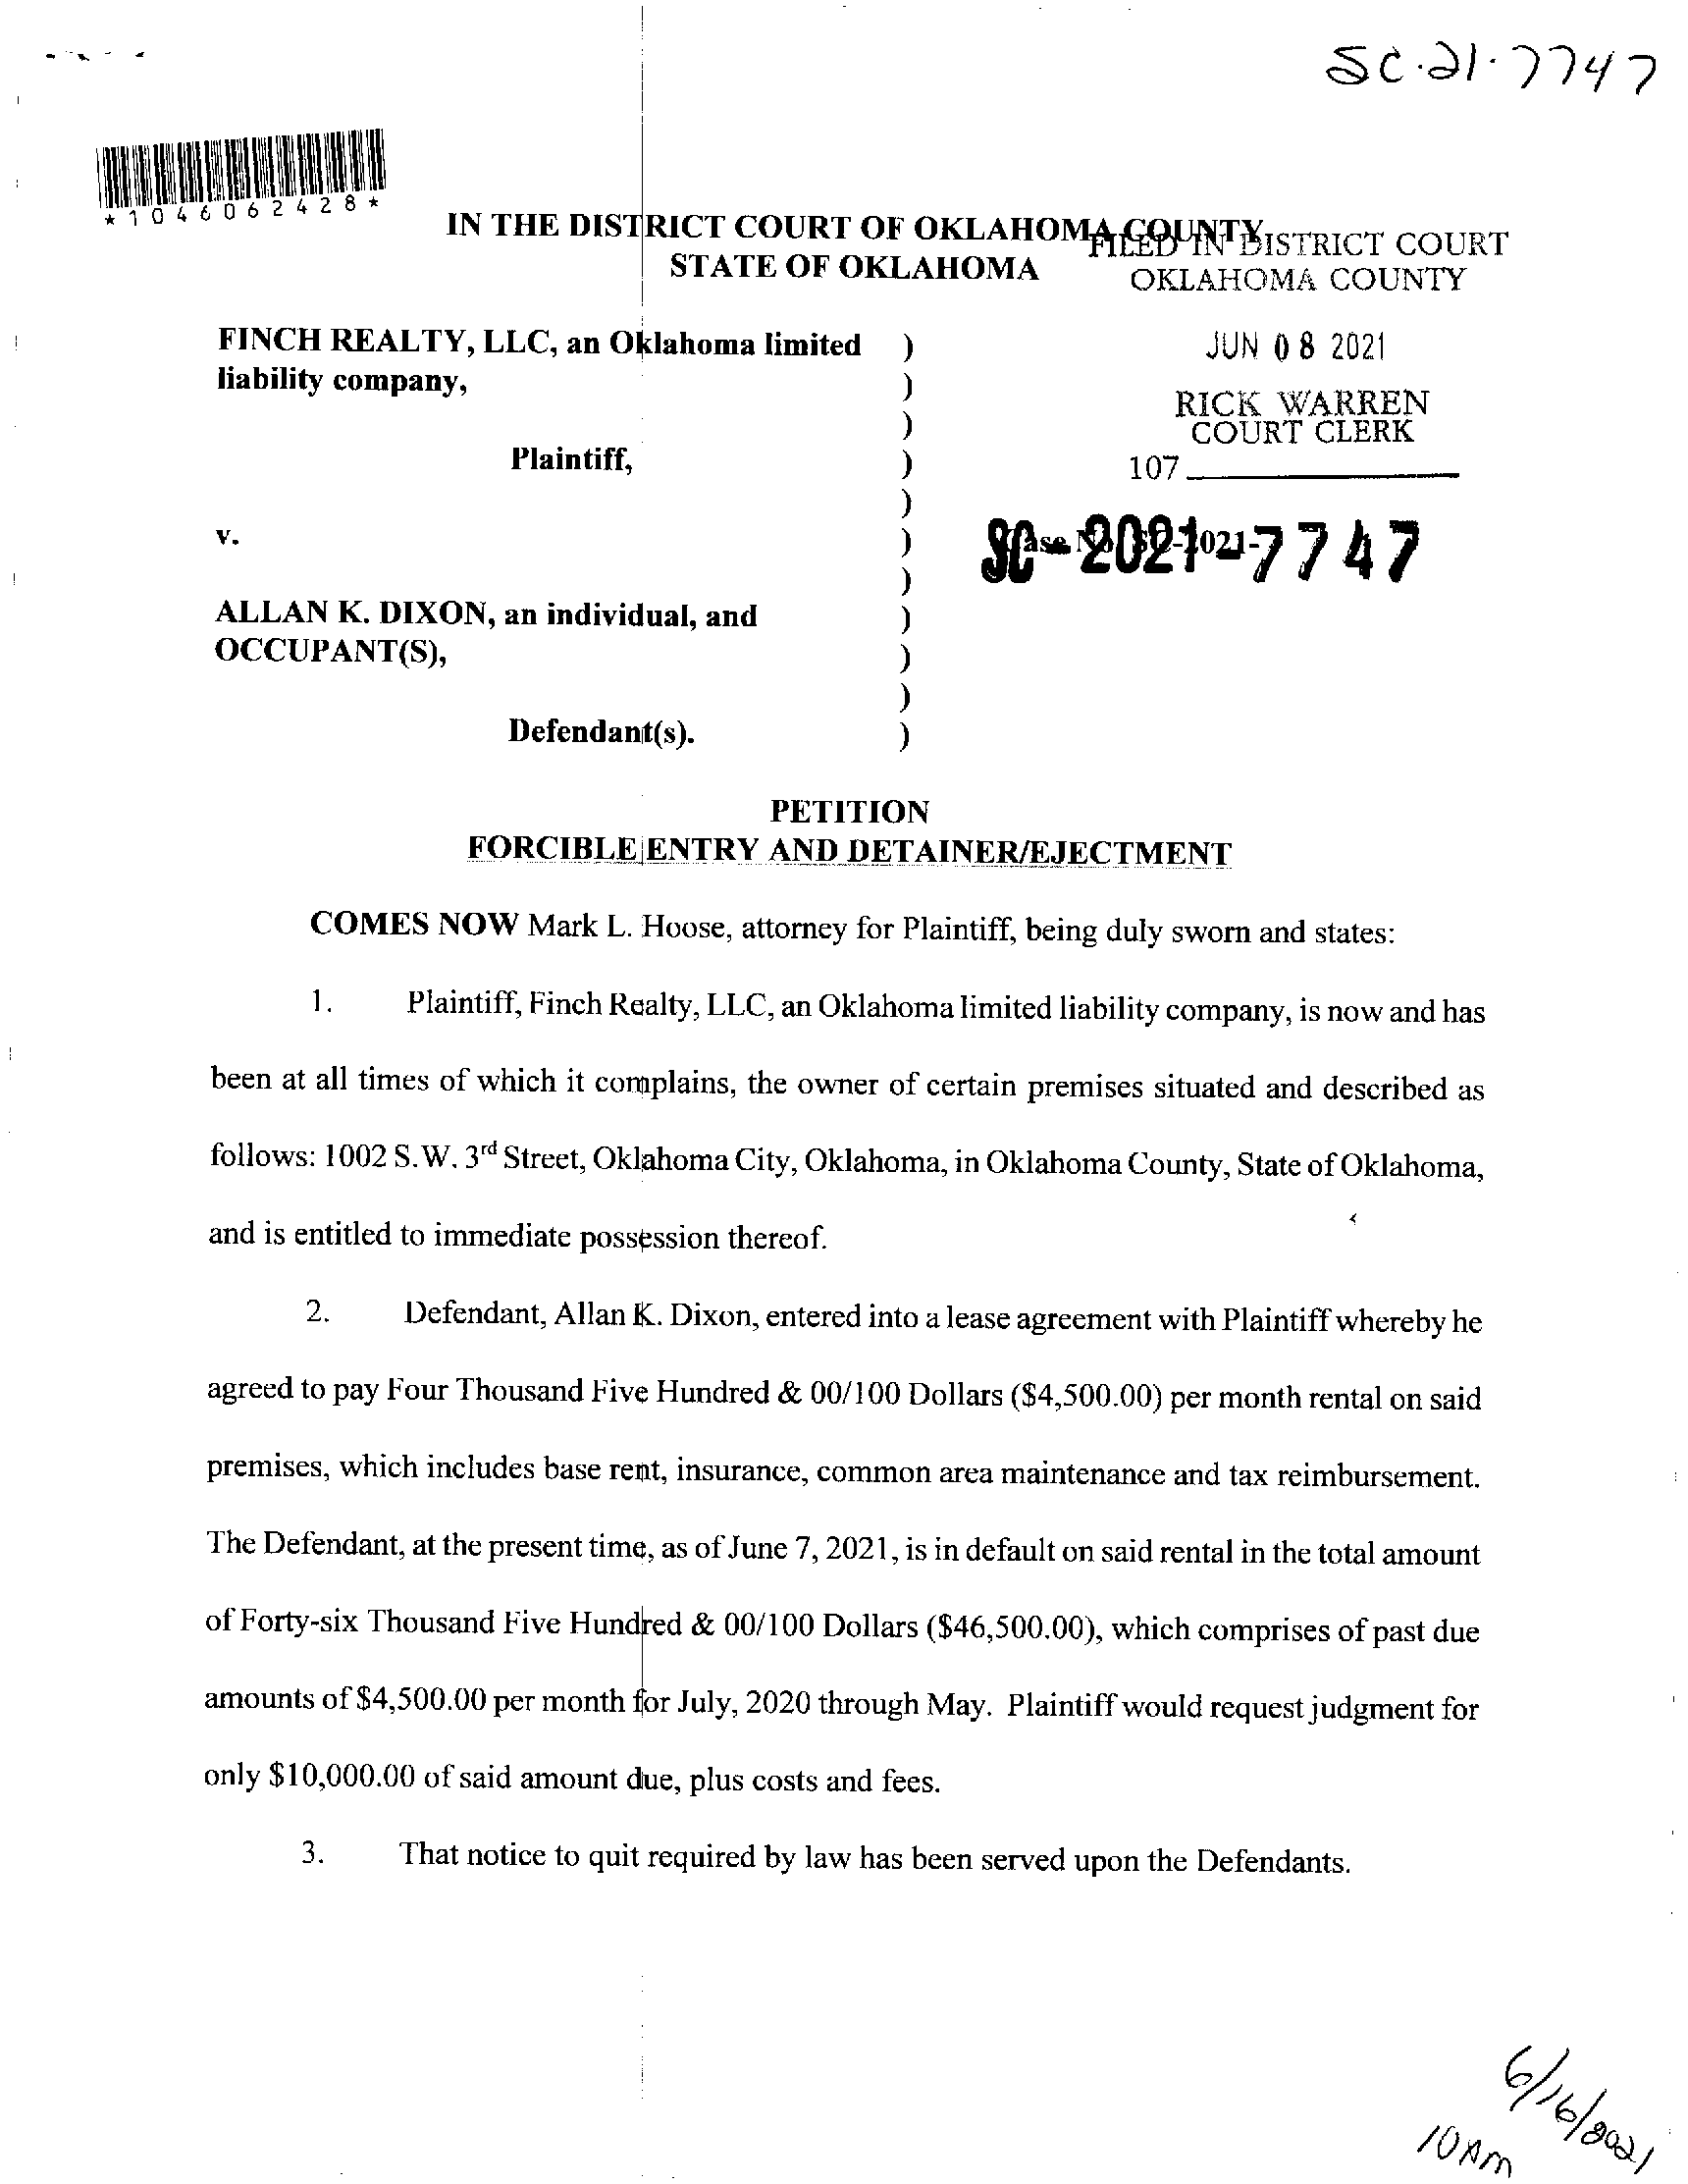 SC-21-7747
*1046062428*
IN THE DISTRICT COURT OF OKLAHOMA COUNTY
STATE OF OKLAHOMA
FILED IN DISTRICT COURT
OKLAHOMA COUNTY
JUN 08 2021
RICK WARREN
COURT CLERK
107
FINCH REALTY, LLC, an Oklahoma limited )
liability company, )
)
Plaintiff, )
)
v. )
)
ALLAN K. DIXON, an individual, and )
OCCUPANT(S), )
)
Defendant(s). )
Case No. SC-2021-
SC-2021-7747
PETITION
FORCIBLE ENTRY AND DETAINER/EJECTMENT
COMES NOW Mark L. Hoose, attorney for Plaintiff, being duly sworn and states:
1. Plaintiff, Finch Realty, LLC, an Oklahoma limited liability company, is now and has
been at all times of which it complains, the owner of certain premises situated and described as
follows: 1002 S.W. 3rd Street, Oklahoma City, Oklahoma, in Oklahoma County, State of Oklahoma,
and is entitled to immediate possession thereof.
2. Defendant, Allan K. Dixon, entered into a lease agreement with Plaintiff whereby he
agreed to pay Four Thousand Five Hundred & 00/100 Dollars ($4,500.00) per month rental on said
premises, which includes base rent, insurance, common area maintenance and tax reimbursement.
The Defendant, at the present time, as of June 7, 2021, is in default on said rental in the total amount
of Forty-six Thousand Five Hundred & 00/100 Dollars ($46,500.00), which comprises of past due
amounts of $4,500.00 per month for July, 2020 through May. Plaintiff would request judgment for
only $10,000.00 of said amount due, plus costs and fees.
3. That notice to quit required by law has been served upon the Defendants.
6/16/2021
10AM